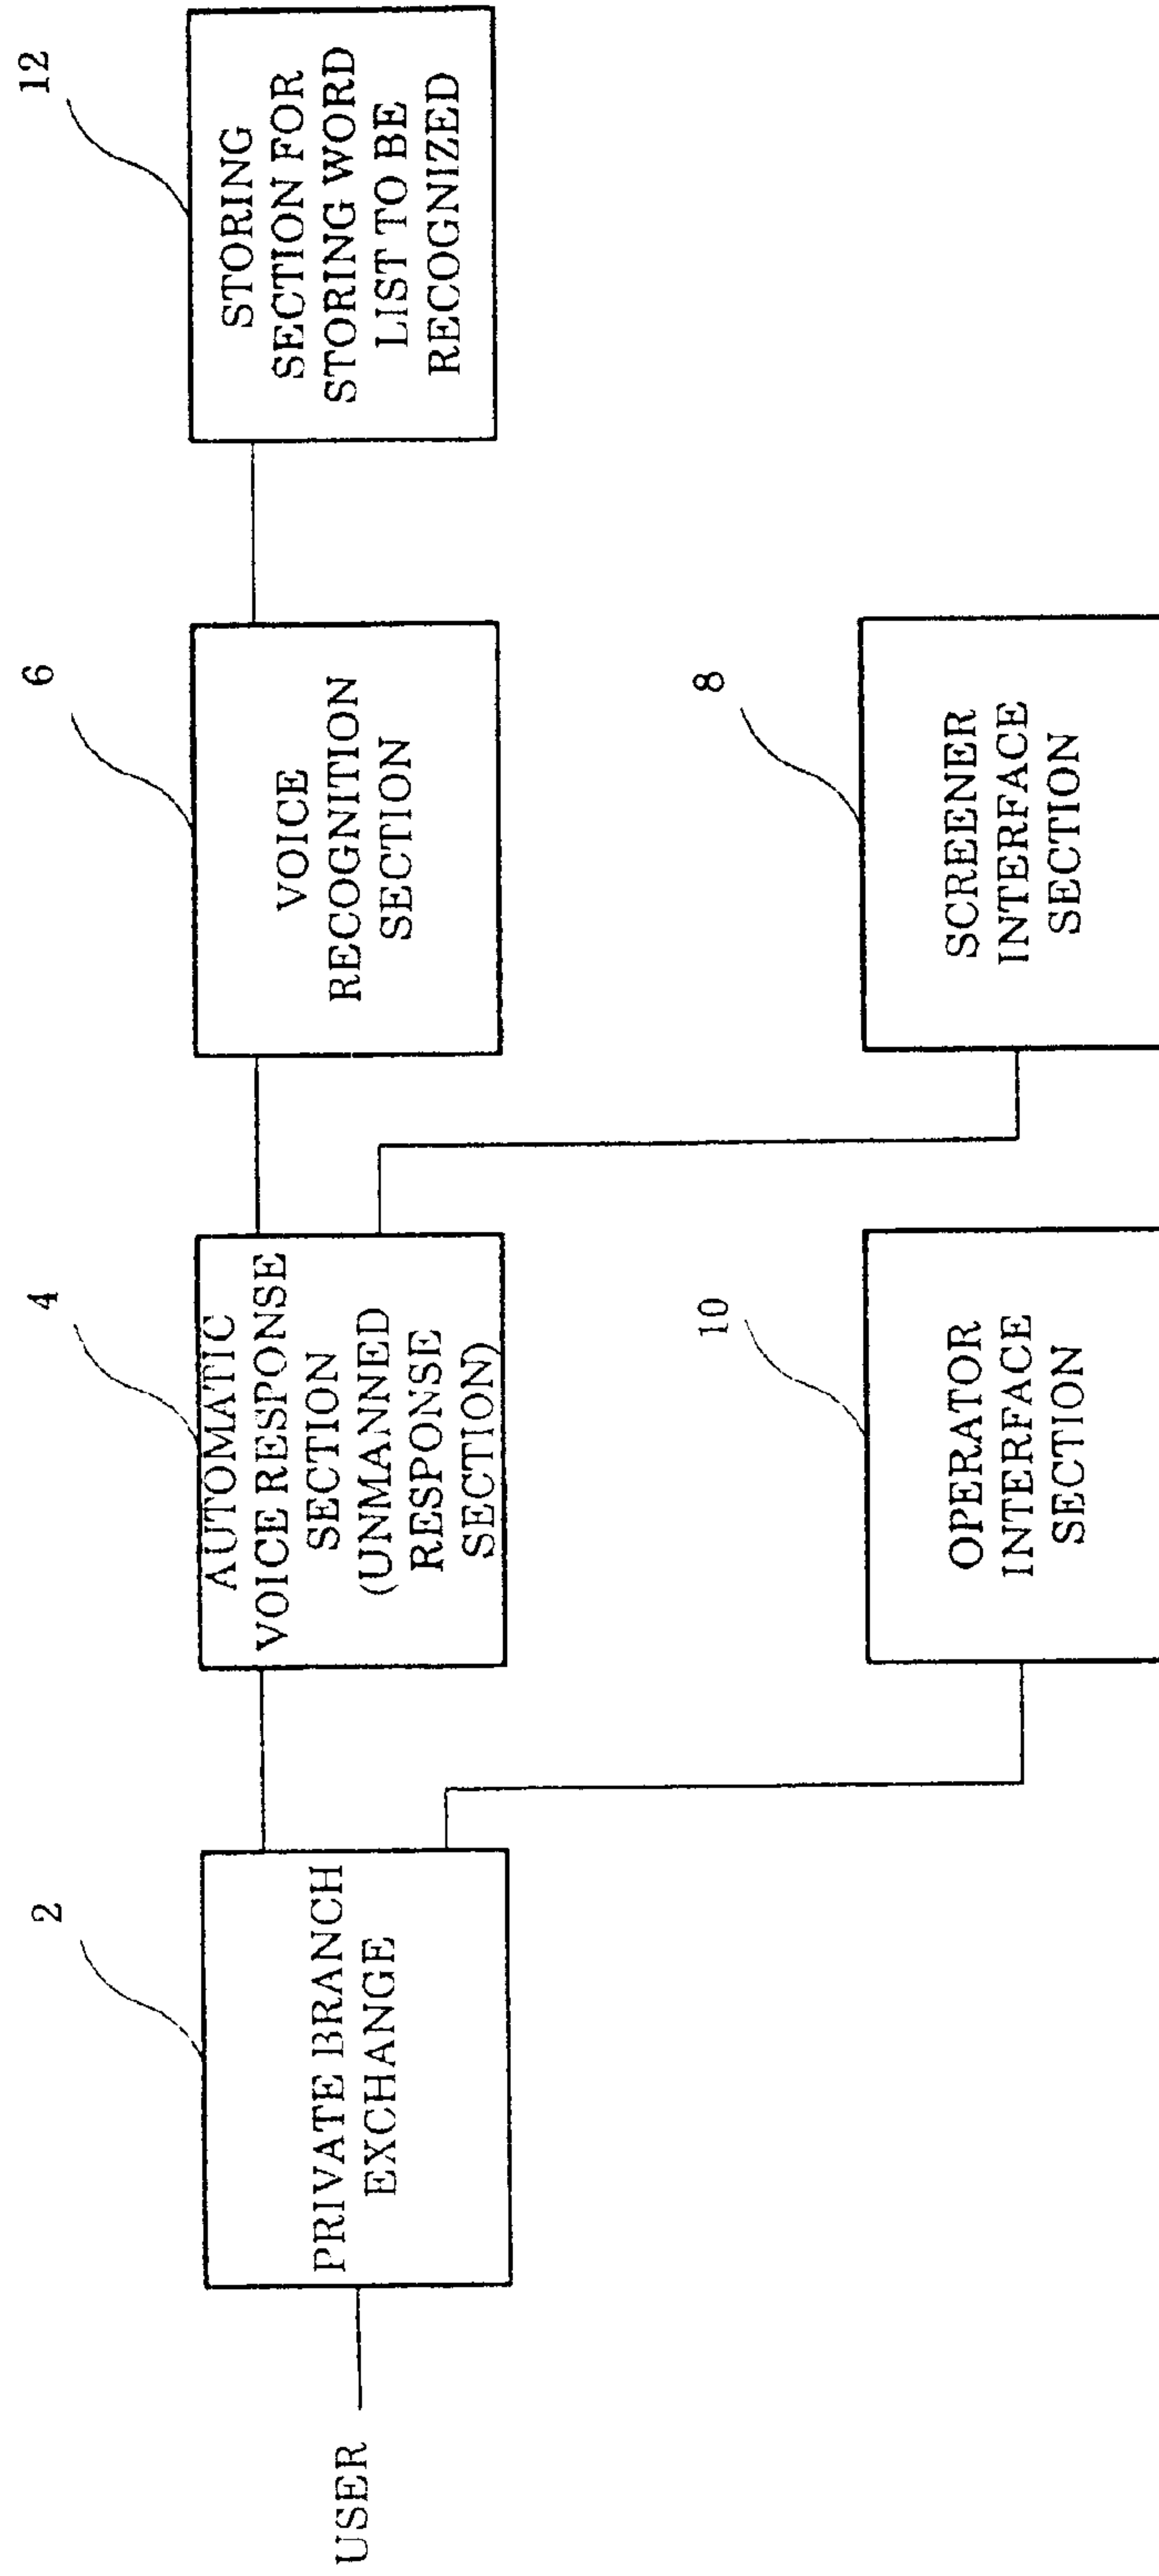 12
STORING
SECTION FOR
STORING WORD
LIST TO BE
RECOGNIZED
6
VOICE
RECOGNITION
SECTION
4
AUTOMATIC
VOICE RESPONSE
SECTION
(UNMANNED
RESPONSE
SECTION)
2
PRIVATE BRANCH
EXCHANGE
USER
8
SCREENER
INTERFACE
SECTION
10
OPERATOR
INTERFACE
SECTION